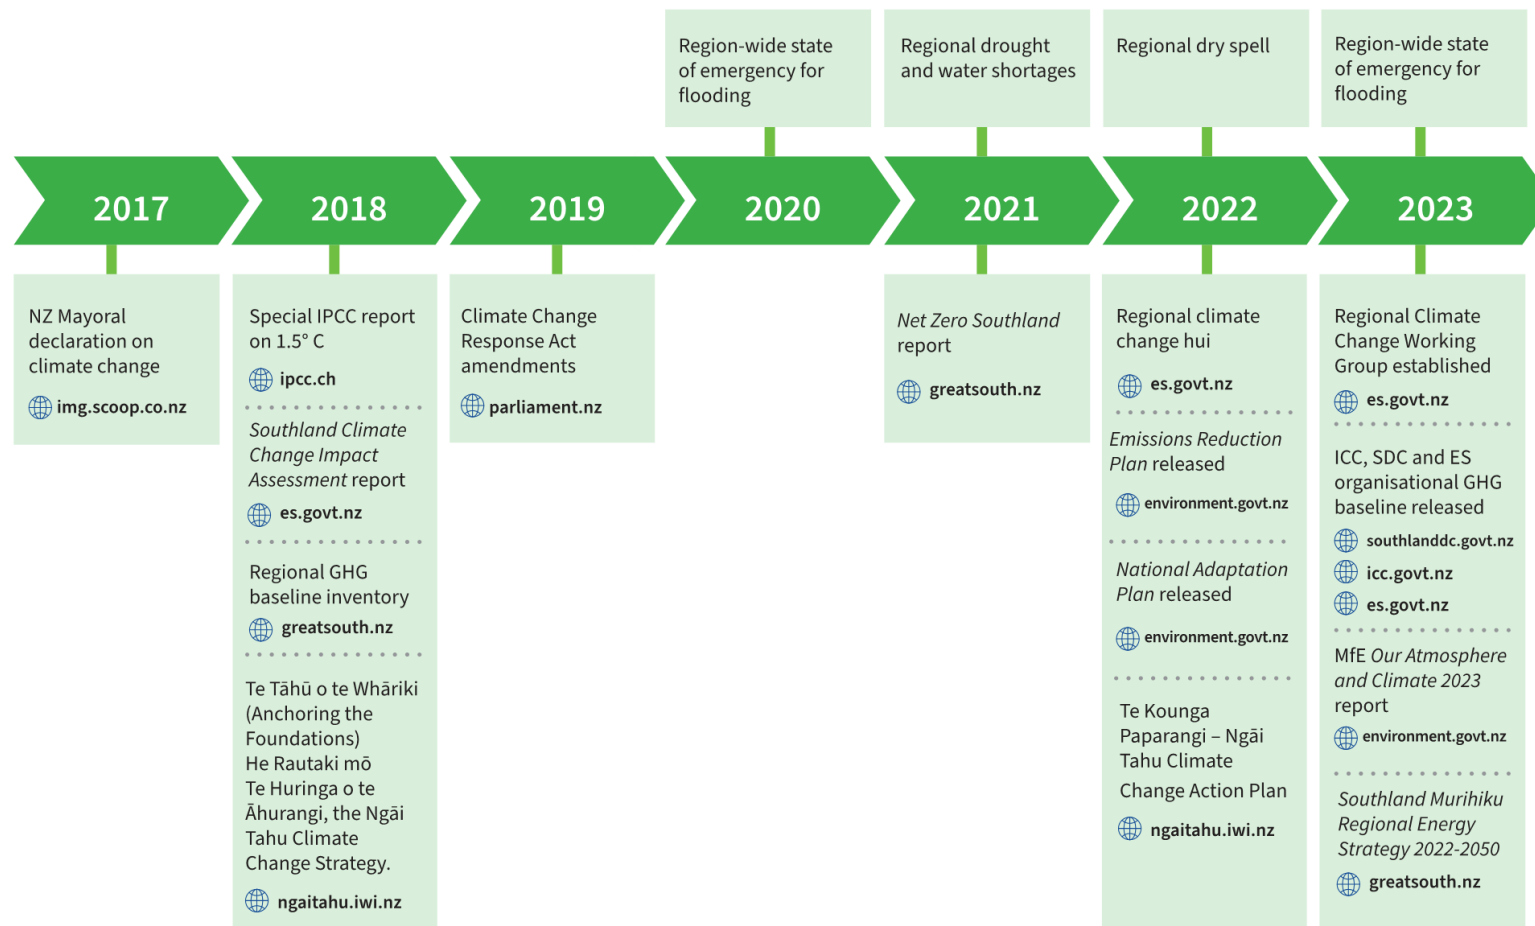 Region-wide state
of emergency for
flooding
Regional drought
and water shortages
Regional dry spell
Region-wide state
of emergency for
flooding
2017
2018
2019
2020
2021
2022
2023
NZ Mayoral
declaration on
climate change
img.scoop.co.nz
Special IPCC report
on 1.5° C
ipcc.ch
Southland Climate
Change Impact
Assessment report
es.govt.nz
Regional GHG
baseline inventory
greatsouth.nz
Te Tāhū o te Whāriki
(Anchoring the
Foundations)
He Rautaki mō
Te Huringa o te
Āhurangi, the Ngāi
Tahu Climate
Change Strategy.
ngaitahu.iwi.nz
Climate Change
Response Act
amendments
parliament.nz
Net Zero Southland
report
greatsouth.nz
Regional climate
change hui
es.govt.nz
Emissions Reduction
Plan released
environment.govt.nz
National Adaptation
Plan released
environment.govt.nz
Te Kounga
Paparangi – Ngāi
Tahu Climate
Change Action Plan
ngaitahu.iwi.nz
Regional Climate
Change Working
Group established
es.govt.nz
ICC, SDC and ES
organisational GHG
baseline released
southlanddc.govt.nz
icc.govt.nz
es.govt.nz
MfE Our Atmosphere
and Climate 2023
report
environment.govt.nz
Southland Murihiku
Regional Energy
Strategy 2022-2050
greatsouth.nz